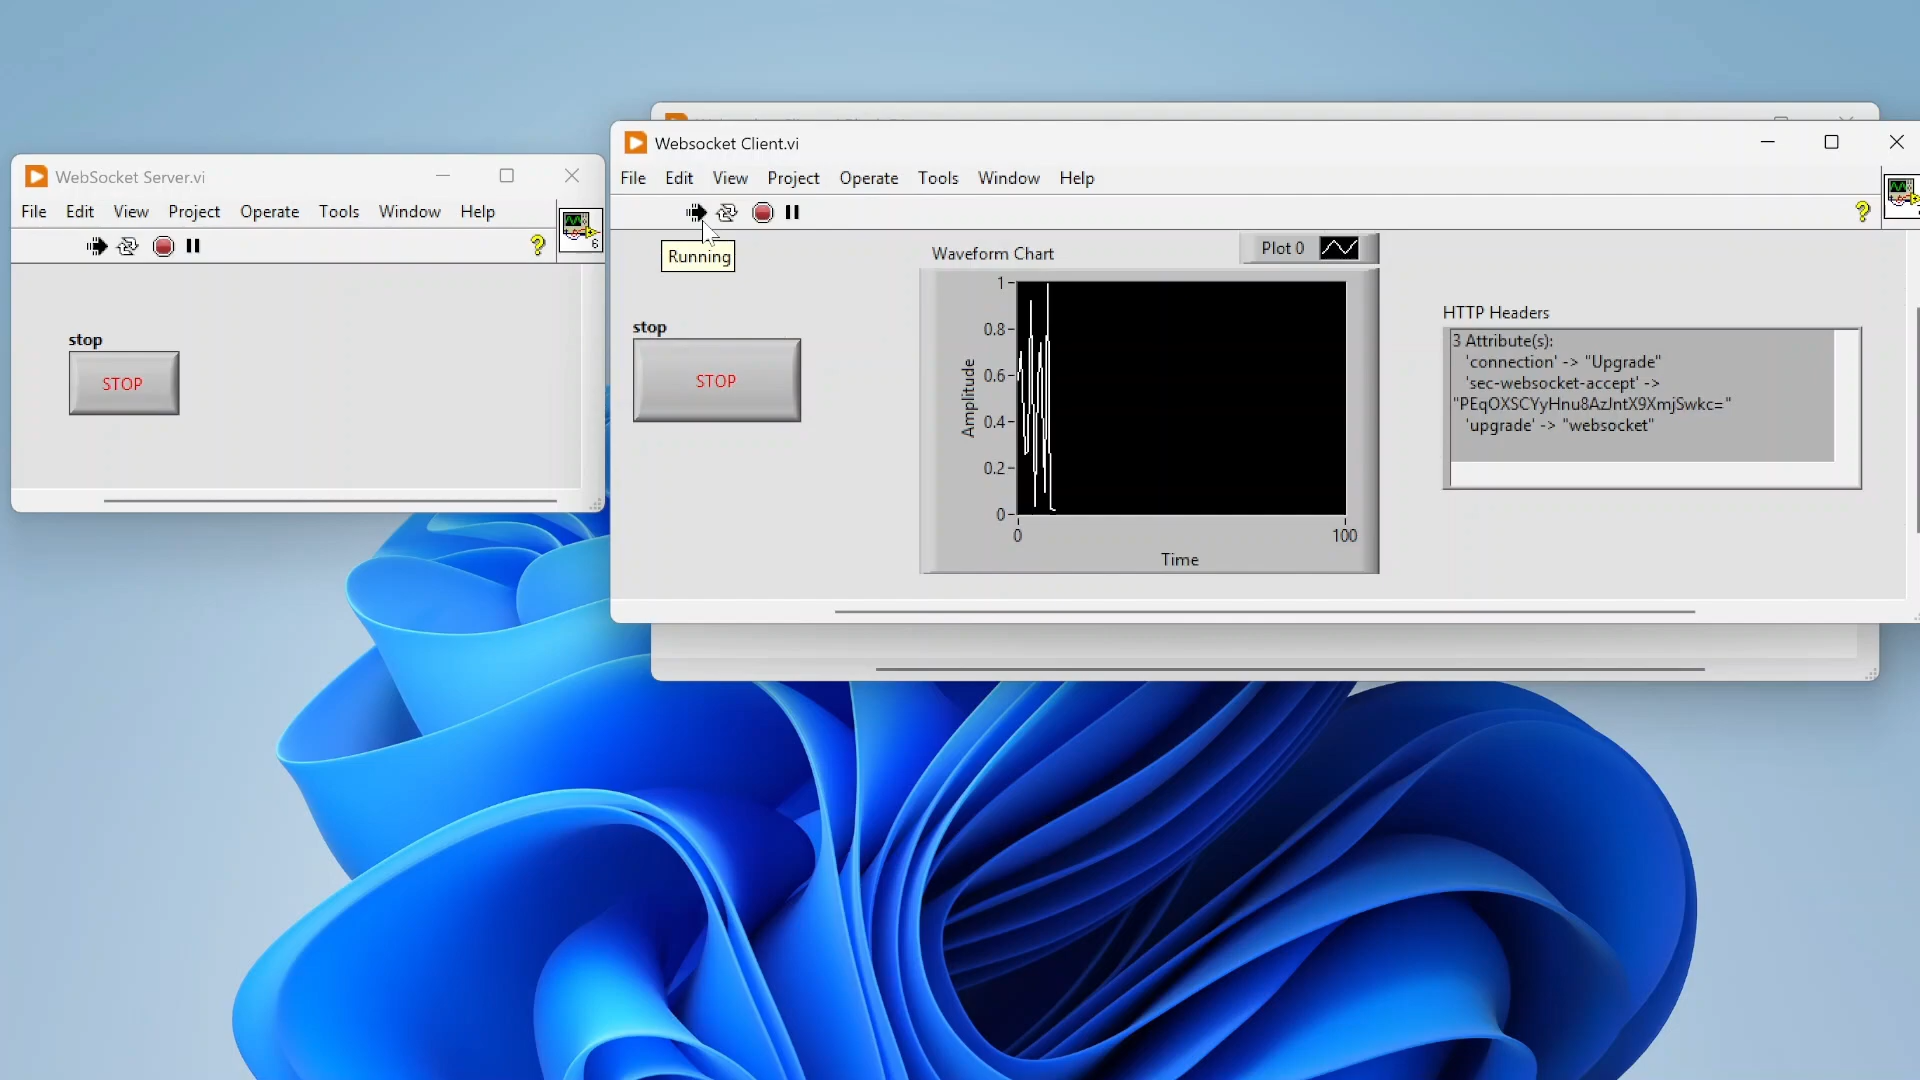 WebSocket Server.vi
File Edit View Project Operate Tools Window Help
6
stop
STOP
Websocket Client.vi
File Edit View Project Operate Tools Window Help
Running
stop
STOP
Waveform Chart
Plot 0
Amplitude
1
0.8
0.6
0.4
0.2
0
0
100
Time
HTTP Headers
3 Attribute(s):
'connection' -> "Upgrade"
'sec-websocket-accept' ->
"PEqOXSCYyHnu8AzJntX9XmjSwkc="
'upgrade' -> "websocket"